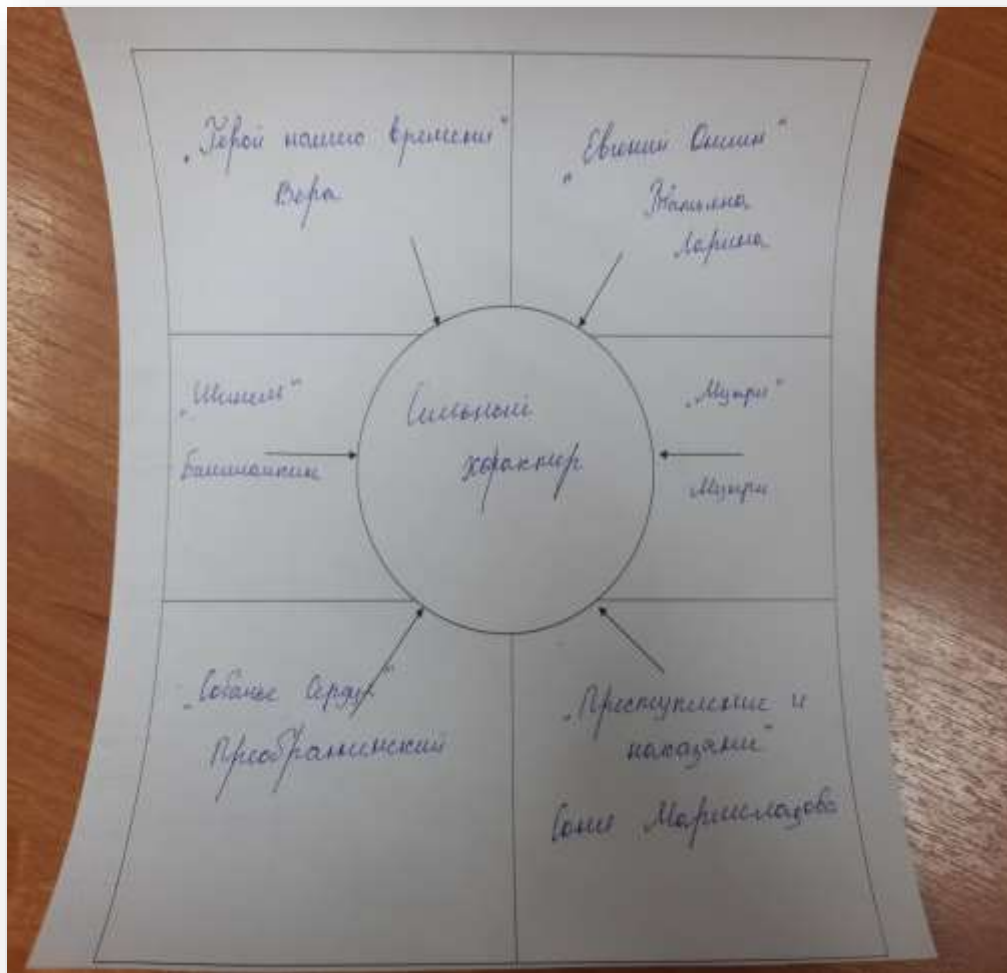 „Герой нашего времени“
Вера
„Евгений Онегин“
Татьяна
Ларина
„Шинель“
Башмачкин
Сильный
характер
„Мцыри“
Мцыри
„Собачье Сердце“
Преображенский
„Преступление и
наказание“
Соня Мармеладова